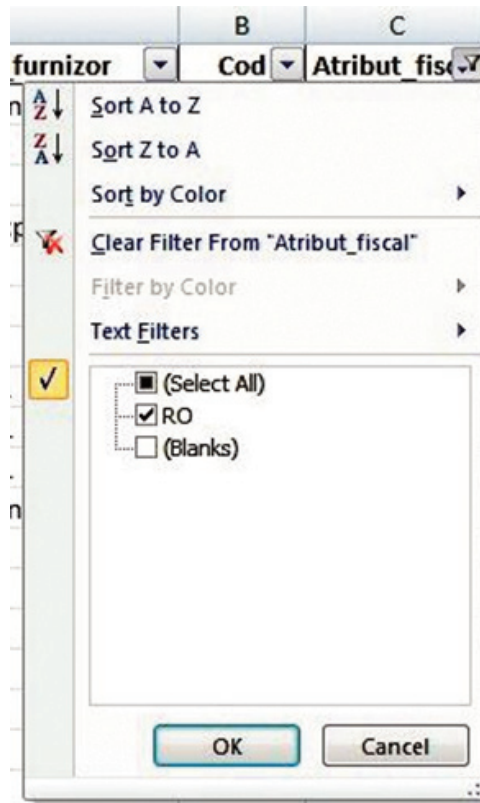 B C
furnizor Cod Atribut_fisc
Sort A to Z
Sort Z to A
Sort by Color
Clear Filter From "Atribut_fiscal"
Filter by Color
Text Filters
(Select All)
RO
(Blanks)
OK Cancel